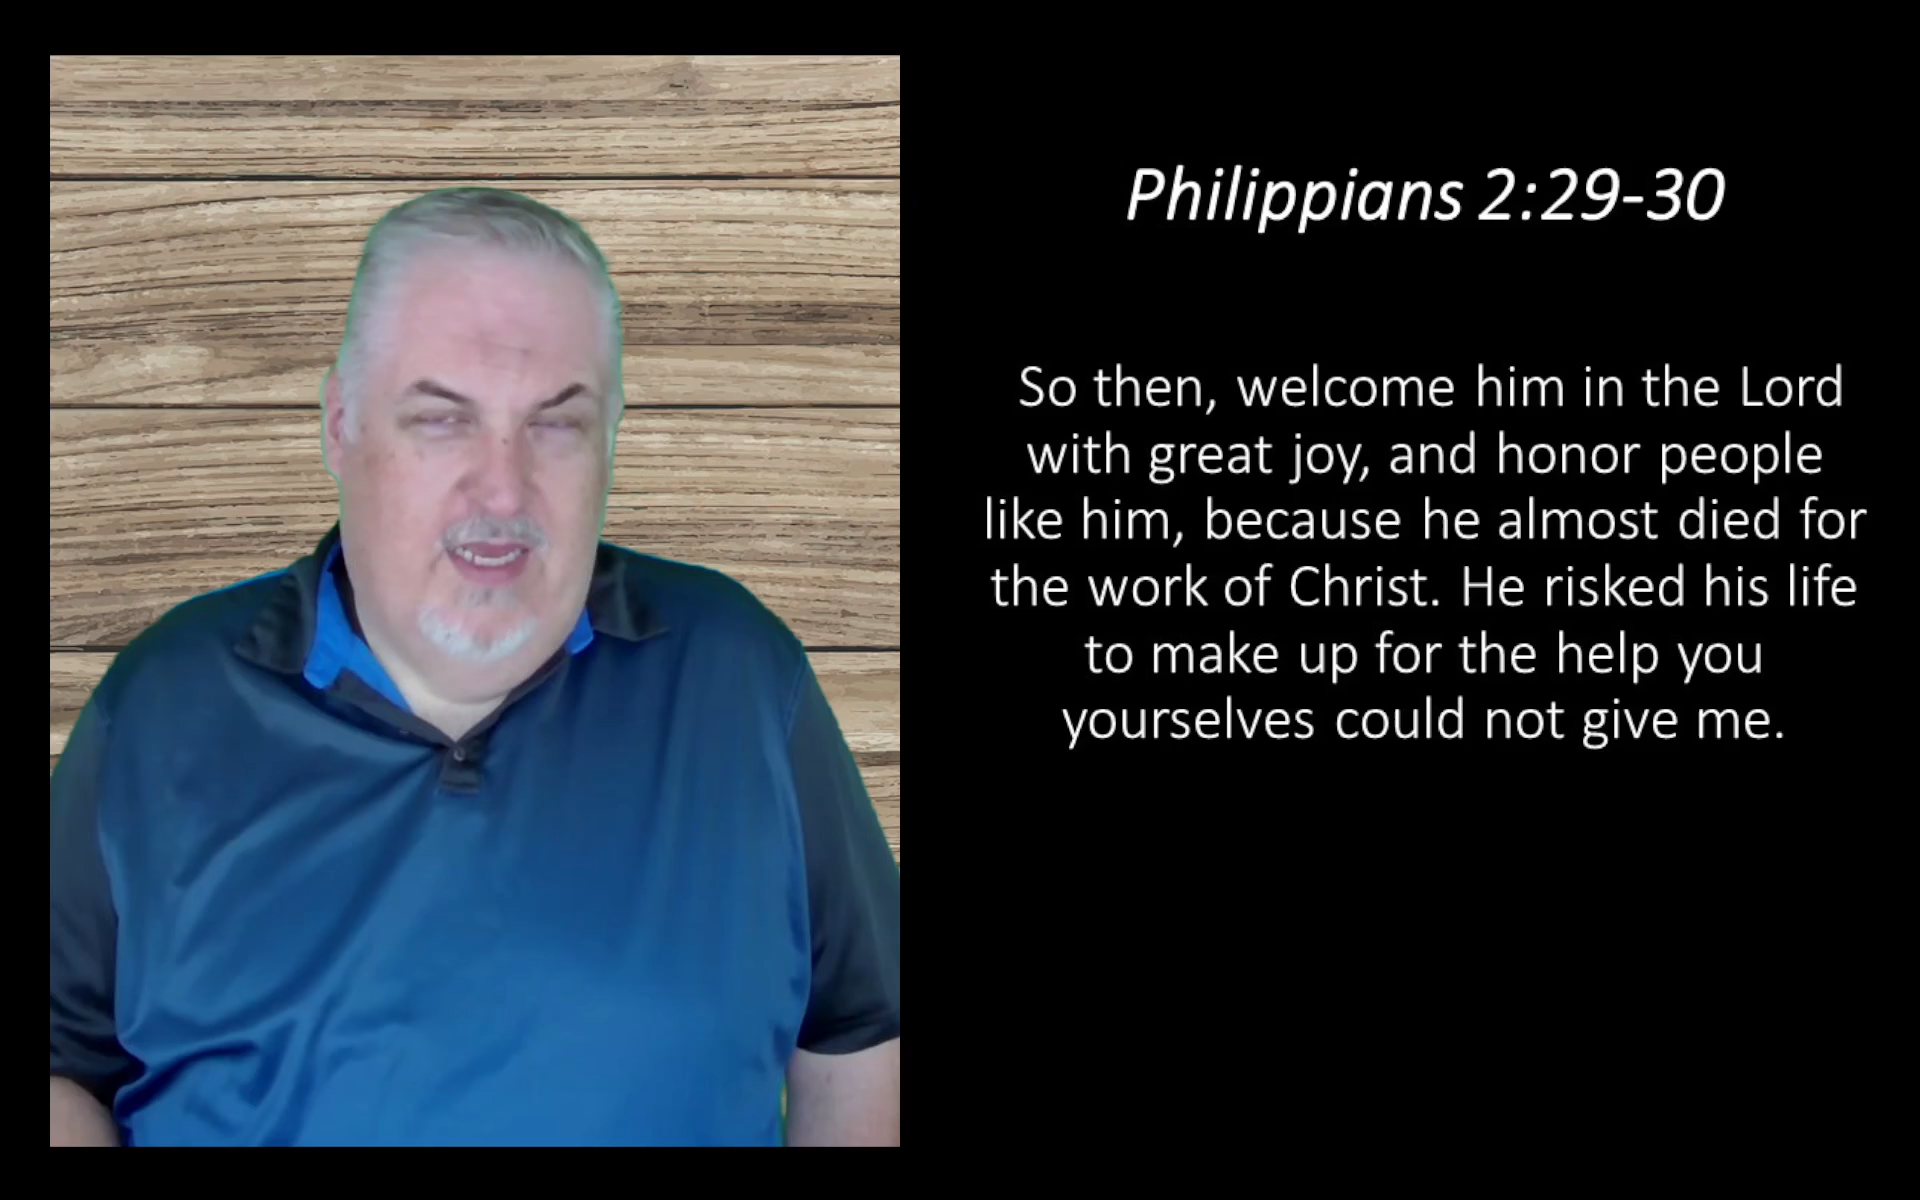 Philippians 2:29-30
So then, welcome him in the Lord
with great joy, and honor people
like him, because he almost died for
the work of Christ. He risked his life
to make up for the help you
yourselves could not give me.